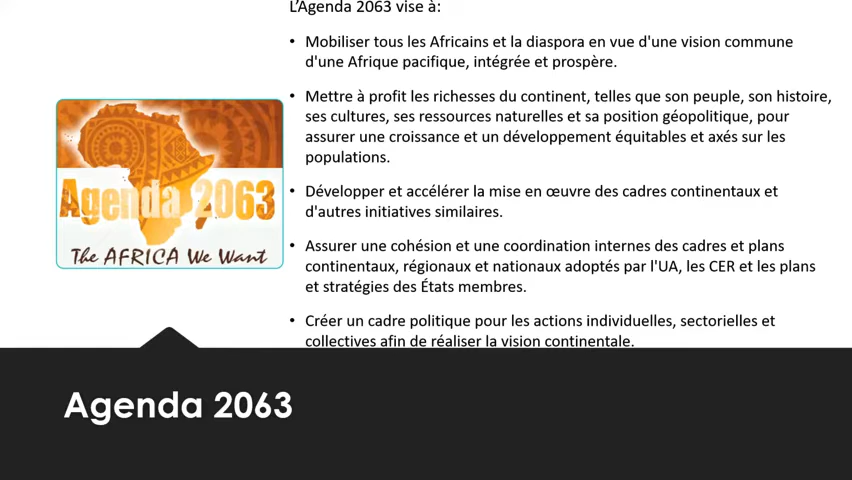 L'Agenda 2063 vise à:
• Mobiliser tous les Africains et la diaspora en vue d'une vision commune
d'une Afrique pacifique, intégrée et prospère.
• Mettre à profit les richesses du continent, telles que son peuple, son histoire,
ses cultures, ses ressources naturelles et sa position géopolitique, pour
assurer une croissance et un développement équitables et axés sur les
populations.
• Développer et accélérer la mise en œuvre des cadres continentaux et
d'autres initiatives similaires.
• Assurer une cohésion et une coordination internes des cadres et plans
continentaux, régionaux et nationaux adoptés par l'UA, les CER et les plans
et stratégies des États membres.
• Créer un cadre politique pour les actions individuelles, sectorielles et
collectives afin de réaliser la vision continentale.
Agenda 2063
The AFRICA We Want
Agenda 2063